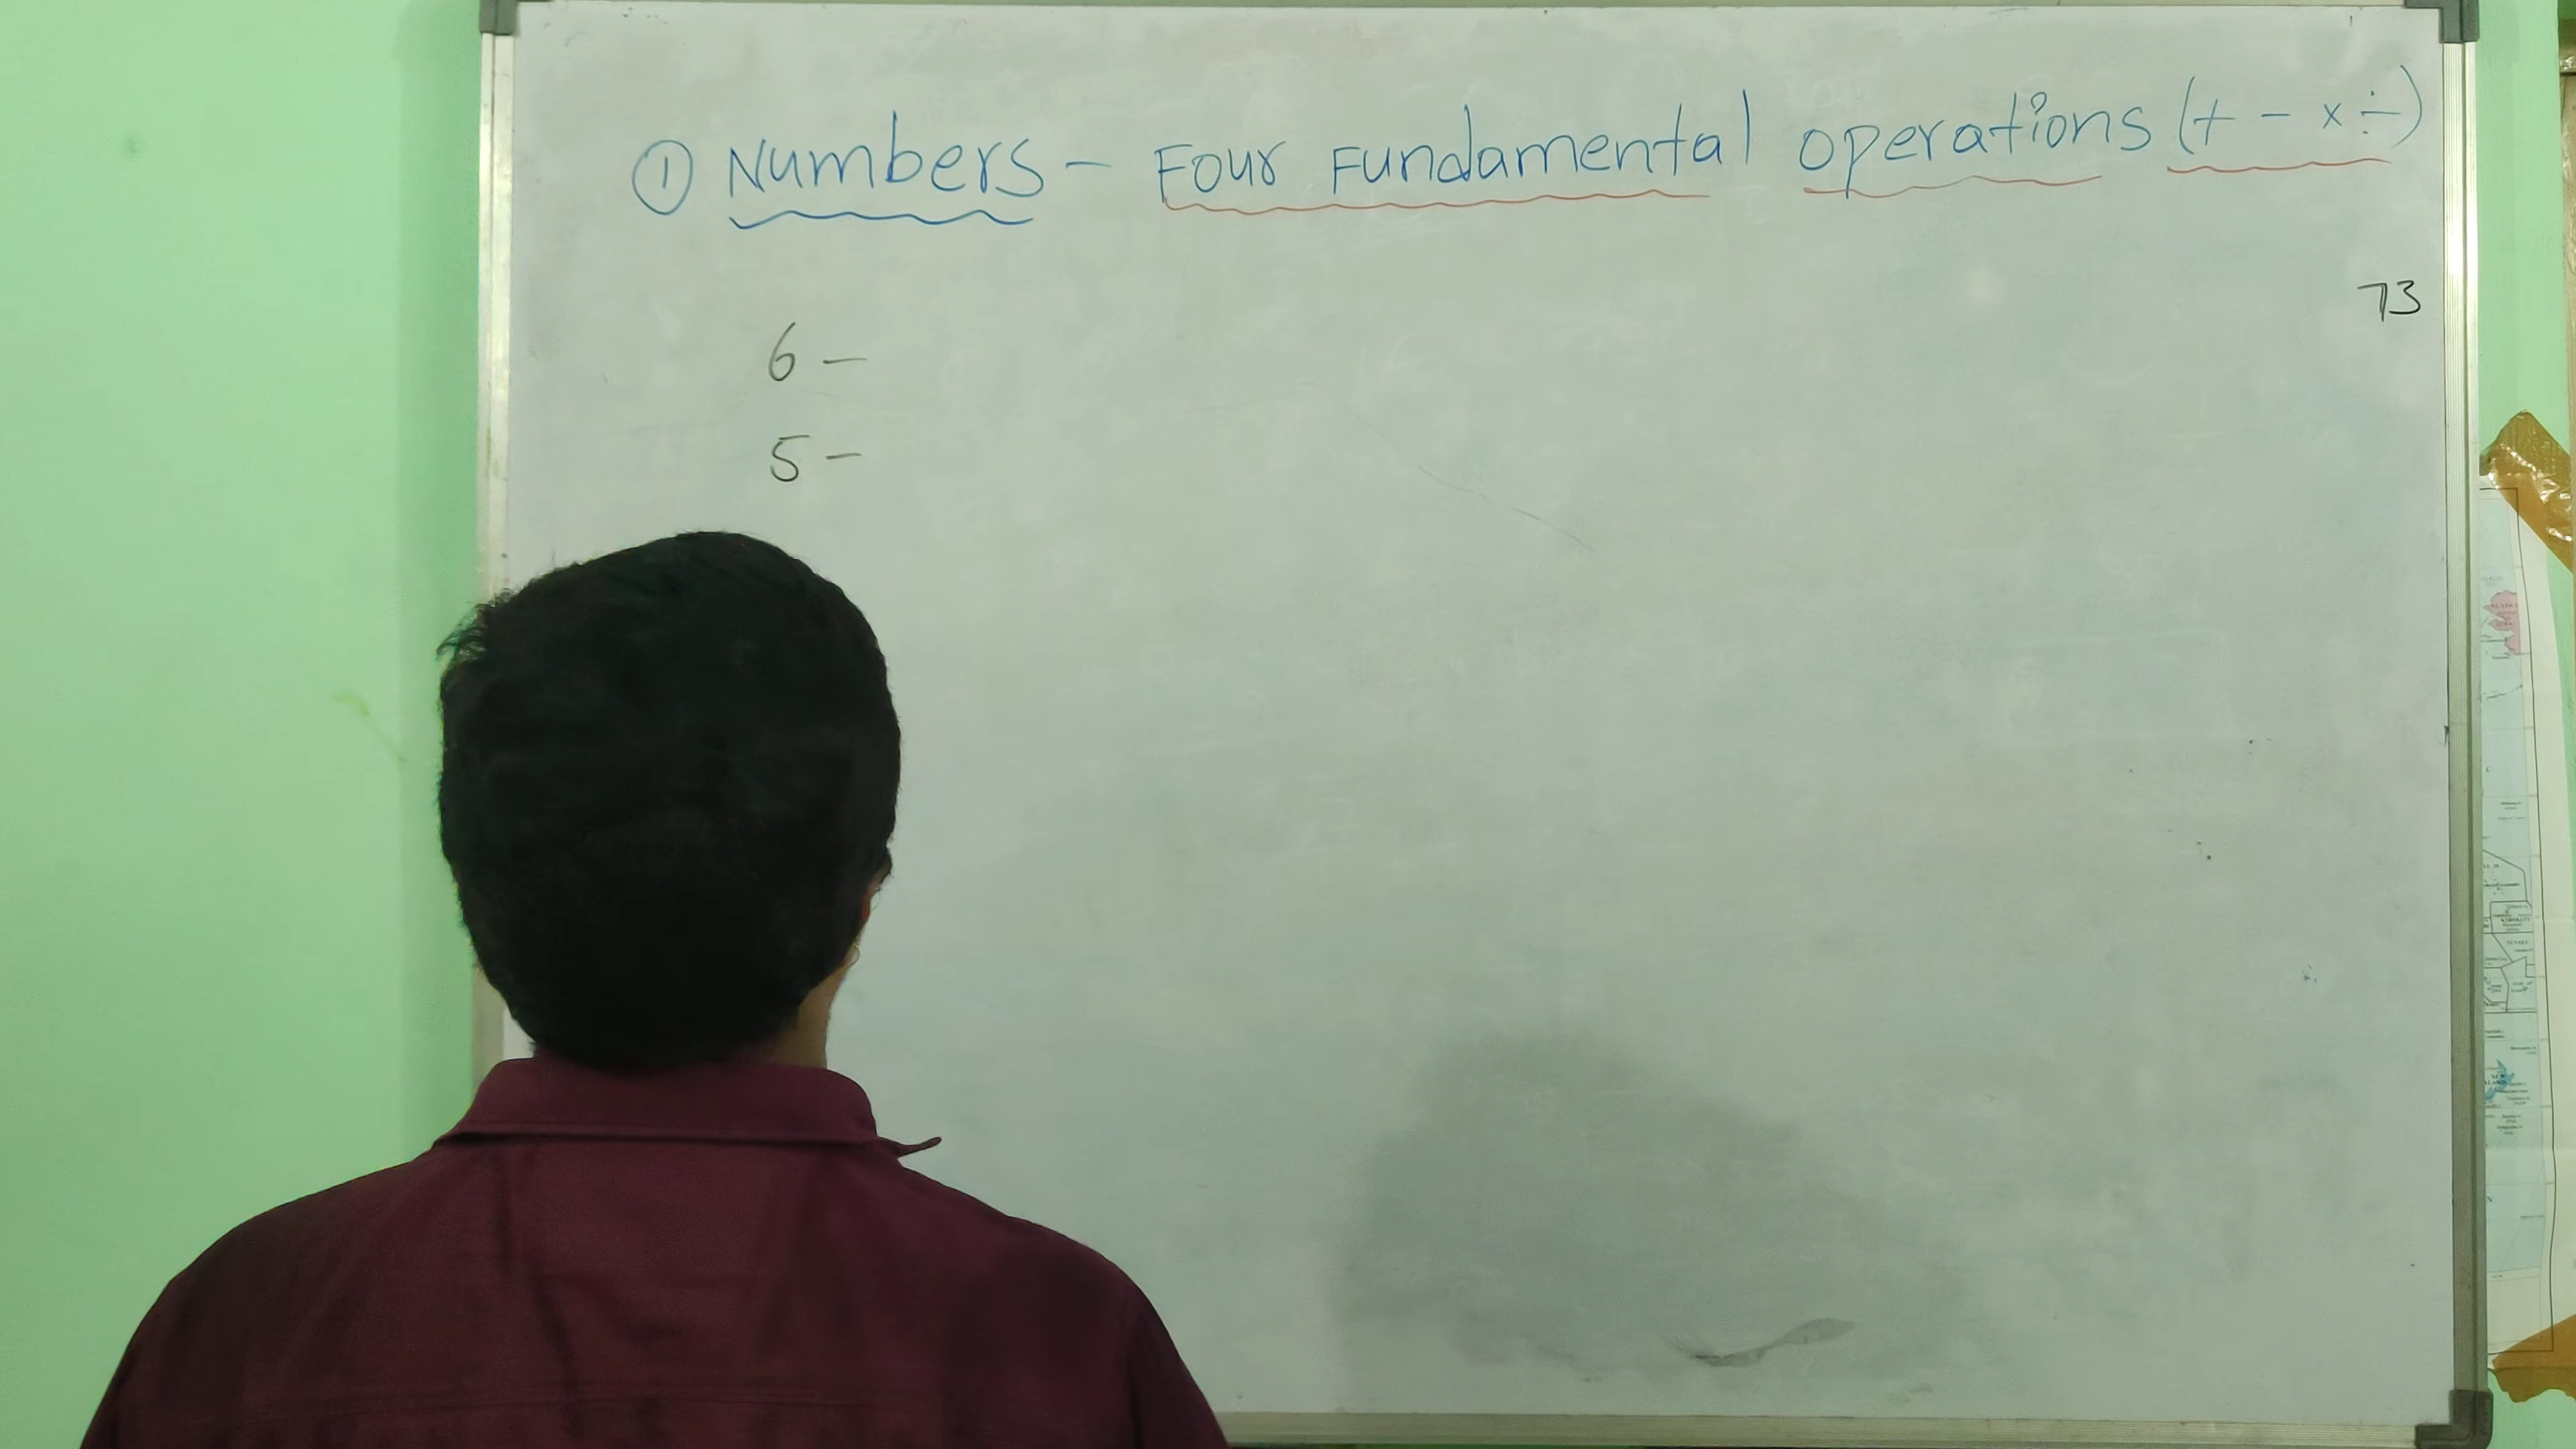 ① Numbers - Four Fundamental operations (+ - × ÷)
73
6 -
5 -